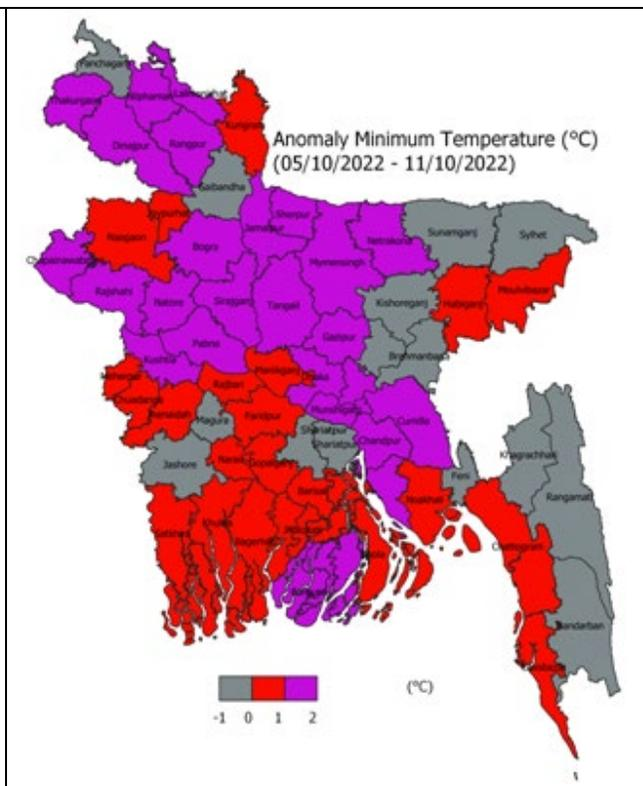 Panchagarh
Thakurgaon
Nilphamari
Lalmonirhat
Dinajpur
Rangpur
Kurigram
Anomaly Minimum Temperature (°C)
(05/10/2022 - 11/10/2022)
Gaibandha
Joypurhat
Naogaon
Sherpur
Jamalpur
Netrakona
Sunamganj
Sylhet
Bogra
Mymensingh
Chapainawabganj
Rajshahi
Natore
Sirajganj
Tangail
Kishoreganj
Habiganj
Moulvibazar
Gazipur
Pabna
Kushtia
Meherpur
Manikganj
Dhaka
Rajbari
Chuadanga
Jhenaidah
Faridpur
Munshiganj
Cumilla
Magura
Shariatpur
Shariatpur
Chandpur
Khagrachhari
Jashore
Narail
Gopalganj
Feni
Rangamati
Barisal
Noakhali
Satkhira
Khulna
Bagerhat
Bhola
Chattogram
Bandarban
(°C)
-1 0 1 2